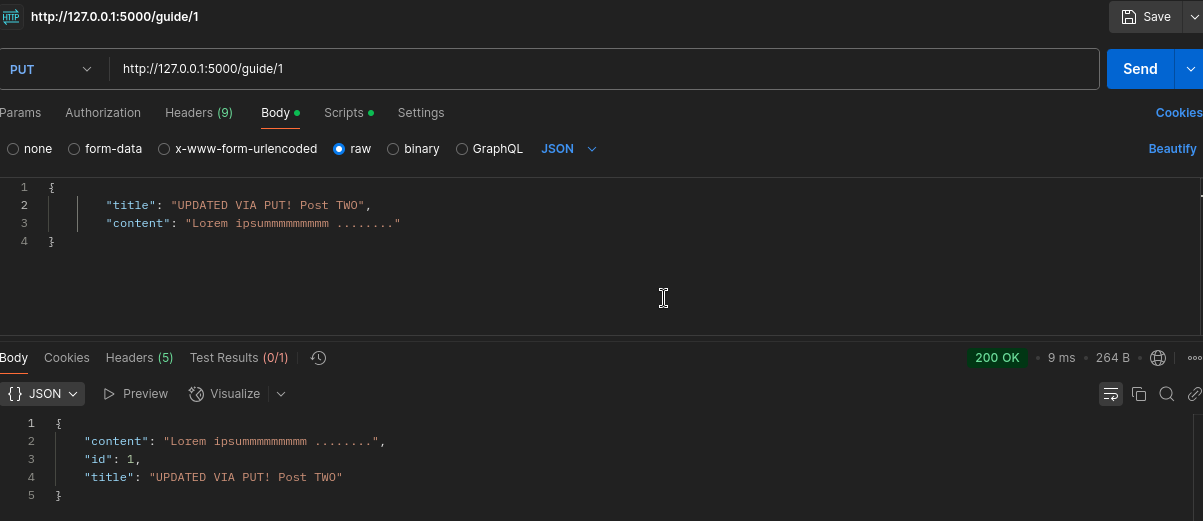 HTTP http://127.0.0.1:5000/guide/1 Save
PUT http://127.0.0.1:5000/guide/1 Send
Params Authorization Headers (9) Body Scripts Settings Cookies
none form-data x-www-form-urlencoded raw binary GraphQL JSON Beautify
1 {
2 "title": "UPDATED VIA PUT! Post TWO",
3 "content": "Lorem ipsummmmmmmmm ........"
4 }
Body Cookies Headers (5) Test Results (0/1) 200 OK • 9 ms • 264 B •
{} JSON Preview Visualize
1 {
2 "content": "Lorem ipsummmmmmmmm ........",
3 "id": 1,
4 "title": "UPDATED VIA PUT! Post TWO"
5 }